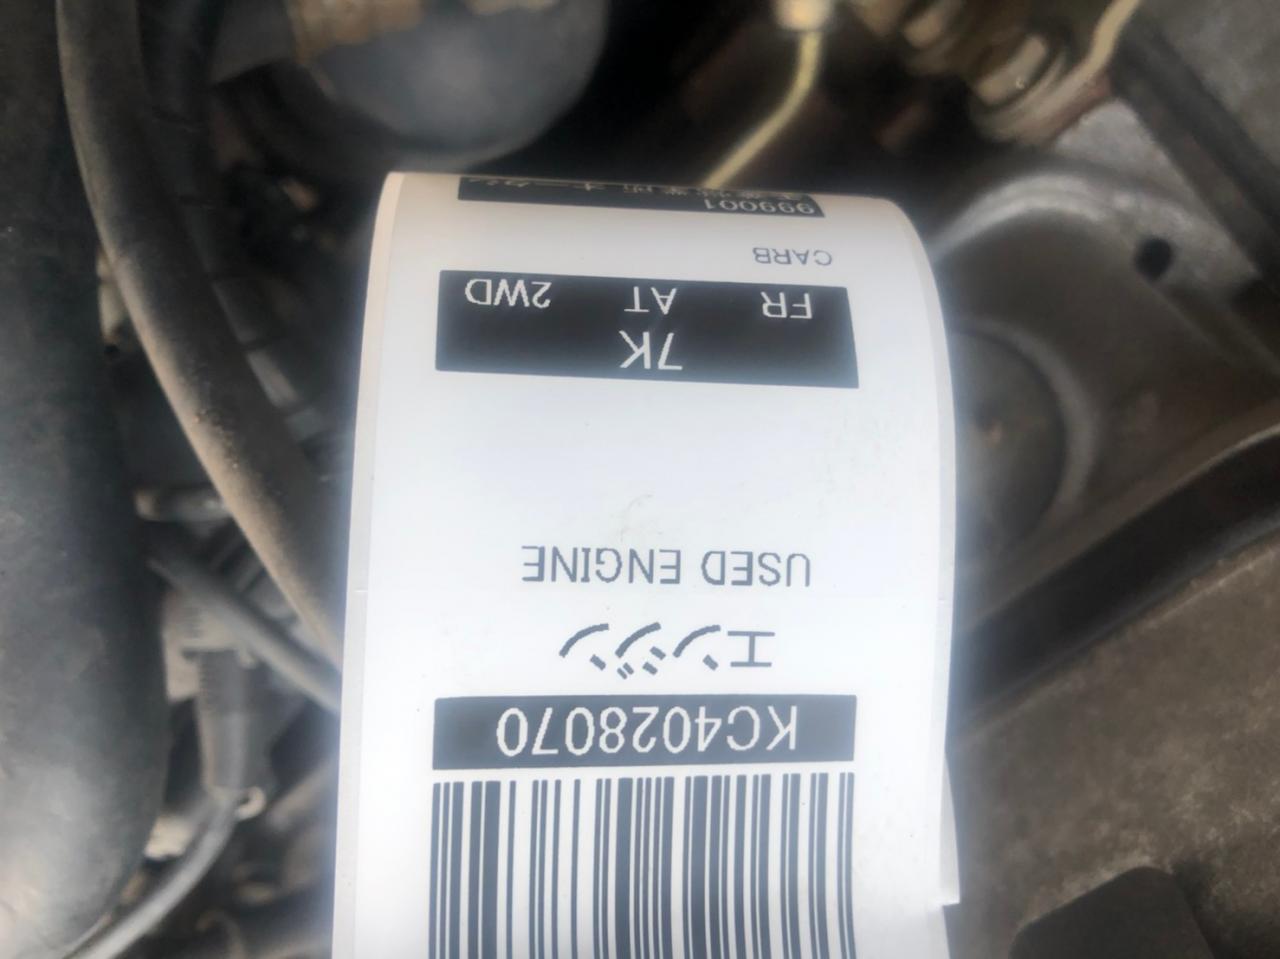 KC4028070
エンジン
USED ENGINE
7K
FR AT 2WD
CARB
999001